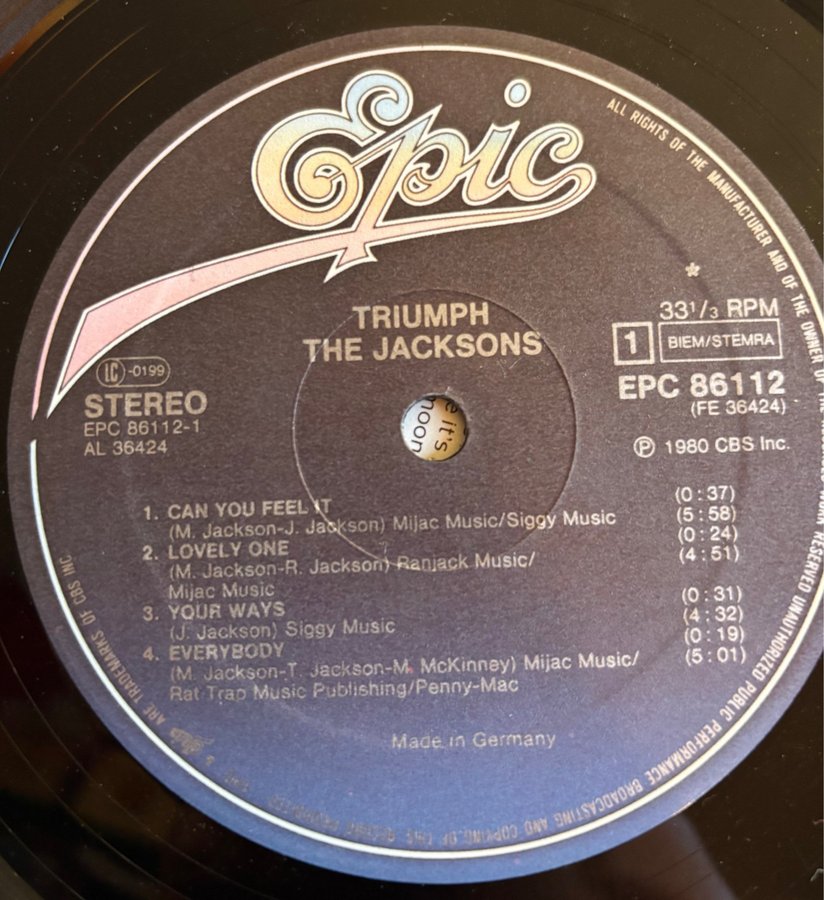 Epic
TRIUMPH
THE JACKSONS
33 1/3 RPM
1 BIEM/STEMRA
EPC 86112
(FE 36424)
℗ 1980 CBS Inc.
LC -0199
STEREO
EPC 86112-1
AL 36424
e it's
moon
1. CAN YOU FEEL IT (0:37)
(M. Jackson-J. Jackson) Mijac Music/Siggy Music (5:58)
2. LOVELY ONE (0:24)
(M. Jackson-R. Jackson) Ranjack Music/ (4:51)
Mijac Music
3. YOUR WAYS (0:31)
(J. Jackson) Siggy Music (4:32)
4. EVERYBODY (0:19)
(M. Jackson-T. Jackson-M. McKinney) Mijac Music/ (5:01)
Rat Trap Music Publishing/Penny-Mac
Made in Germany
ALL RIGHTS OF THE MANUFACTURER AND OF THE OWNER OF THE RECORDED WORK RESERVED UNAUTHORIZED PUBLIC PERFORMANCE BROADCASTING AND COPYING OF THIS RECORD PROHIBITED
ARE TRADEMARKS OF CBS INC